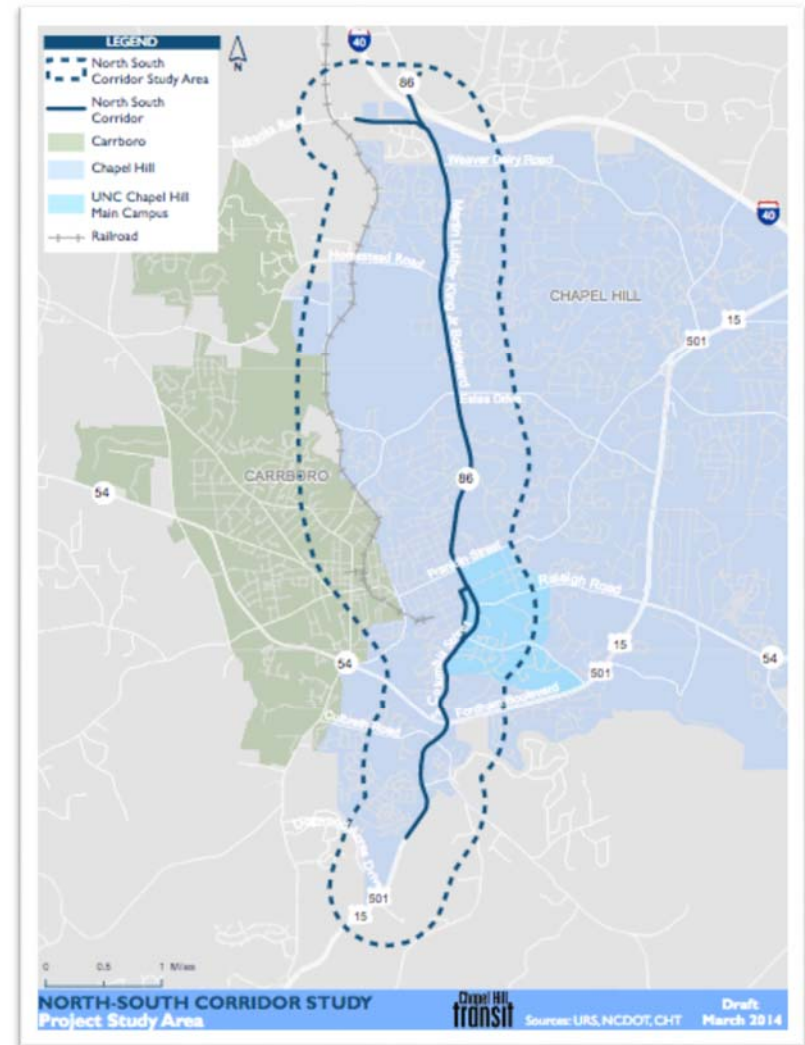 LEGEND
North South
Corridor Study Area
North South
Corridor
Carrboro
Chapel Hill
UNC Chapel Hill
Main Campus
Railroad
N
40
86
Eubanks Road
Weaver Dairy Road
40
Homestead Road
Martin Luther King Jr. Boulevard
CHAPEL HILL
15
501
Estes Drive
CARRBORO
54
86
Franklin Street
Raleigh Road
15
54
54
501
Fordham Boulevard
Culbreth Road
501
15
0 0.5 1 Miles
NORTH-SOUTH CORRIDOR STUDY
Project Study Area
Chapel Hill
transit
Sources: URS, NCDOT, CHT
Draft
March 2014